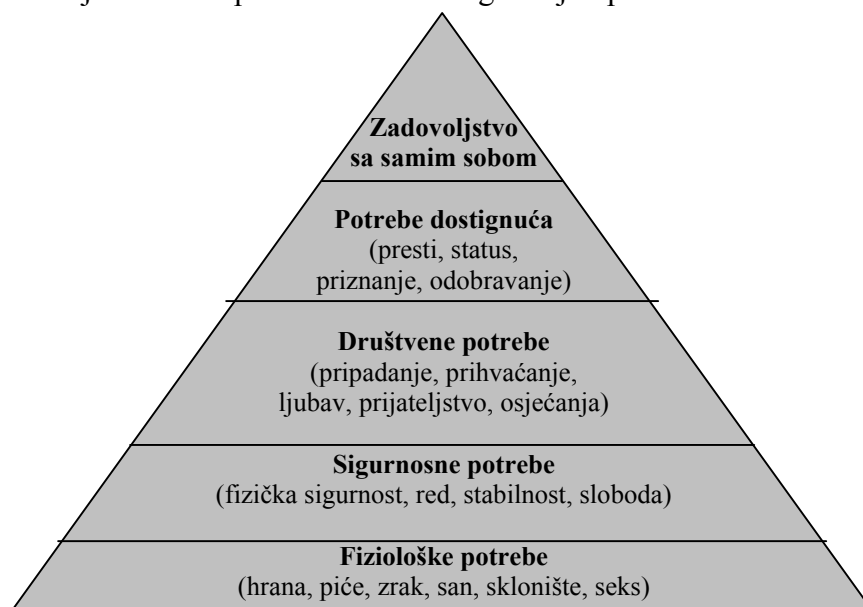 Zadovoljstvo
sa samim sobom
Potrebe dostignuća
(presti, status,
priznanje, odobravanje)
Društvene potrebe
(pripadanje, prihvaćanje,
ljubav, prijateljstvo, osjećanja)
Sigurnosne potrebe
(fizička sigurnost, red, stabilnost, sloboda)
Fiziološke potrebe
(hrana, piće, zrak, san, sklonište, seks)